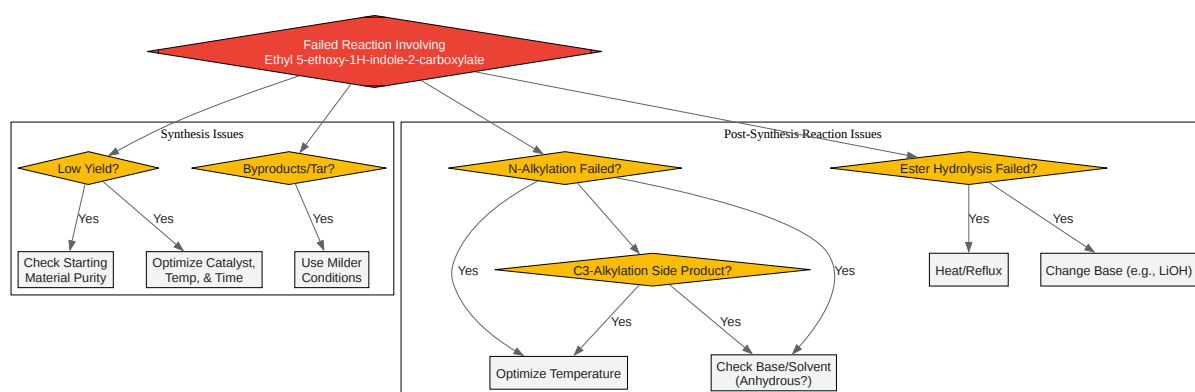 Failed Reaction Involving
Ethyl 5-ethoxy-1H-indole-2-carboxylate
Synthesis Issues
Post-Synthesis Reaction Issues
Low Yield?
Byproducts/Tar?
N-Alkylation Failed?
Ester Hydrolysis Failed?
Yes
Yes
Yes
Yes
Yes
Check Starting
Material Purity
Optimize Catalyst,
Temp, & Time
Use Milder
Conditions
Yes
C3-Alkylation Side Product?
Yes
Heat/Reflux
Change Base (e.g., LiOH)
Yes
Yes
Optimize Temperature
Check Base/Solvent
(Anhydrous?)